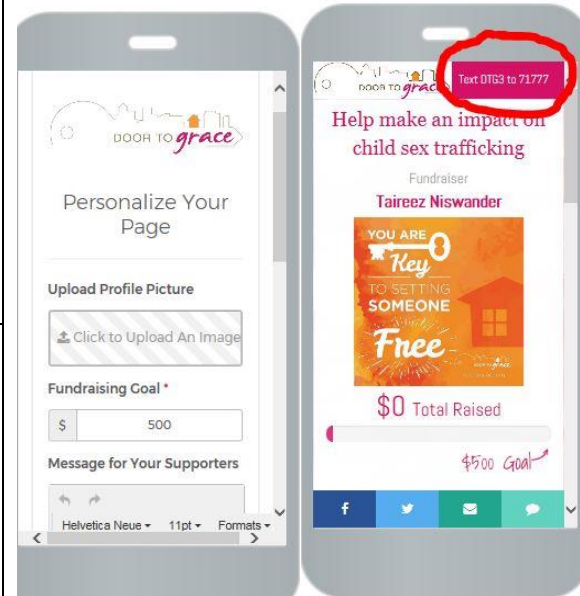 DOOR TO grace
Personalize Your
Page
Upload Profile Picture
Click to Upload An Image
Fundraising Goal *
$ 500
Message for Your Supporters
Helvetica Neue 11pt Formats
DOOR TO grace
Text DTG3 to 71777
Help make an impact on
child sex trafficking
Fundraiser
Taireez Niswander
YOU ARE
Key
TO SETTING
SOMEONE
Free
$0 Total Raised
$500 Goal
f